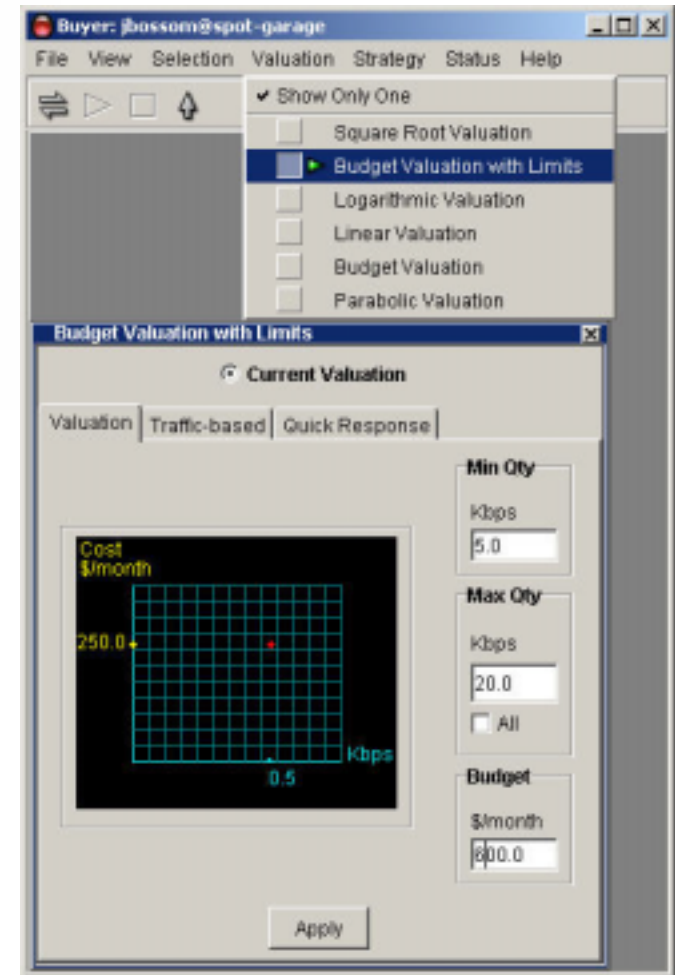 Buyer: jbossom@spot-garage
File View Selection Valuation Strategy Status Help
Show Only One
Square Root Valuation
Budget Valuation with Limits
Logarithmic Valuation
Linear Valuation
Budget Valuation
Parabolic Valuation
Budget Valuation with Limits
Current Valuation
Valuation Traffic-based Quick Response
Min Qty
Kbps
5.0
Cost
$/month
250.0
Kbps
0.5
Max Qty
Kbps
20.0
All
Budget
$/month
600.0
Apply